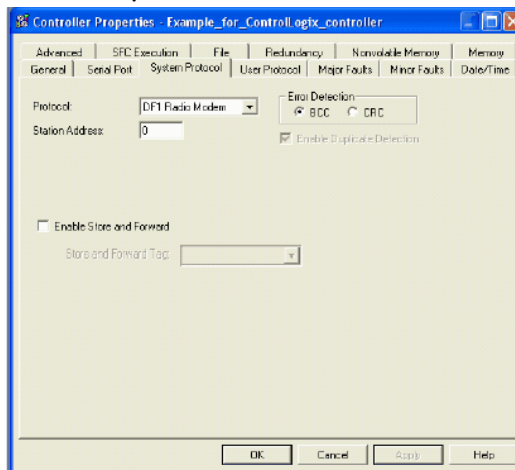 Controller Properties - Example_for_ControlLogix_controller
Advanced SFC Execution File Redundancy Nonvolatile Memory Memory
General Serial Port System Protocol User Protocol Major Faults Minor Faults Date/Time
Protocol: DF1 Radio Modem
Station Address: 0
Error Detection
BCC CRC
Enable Duplicate Detection
Enable Store and Forward
Store and Forward Tag:
OK Cancel Apply Help